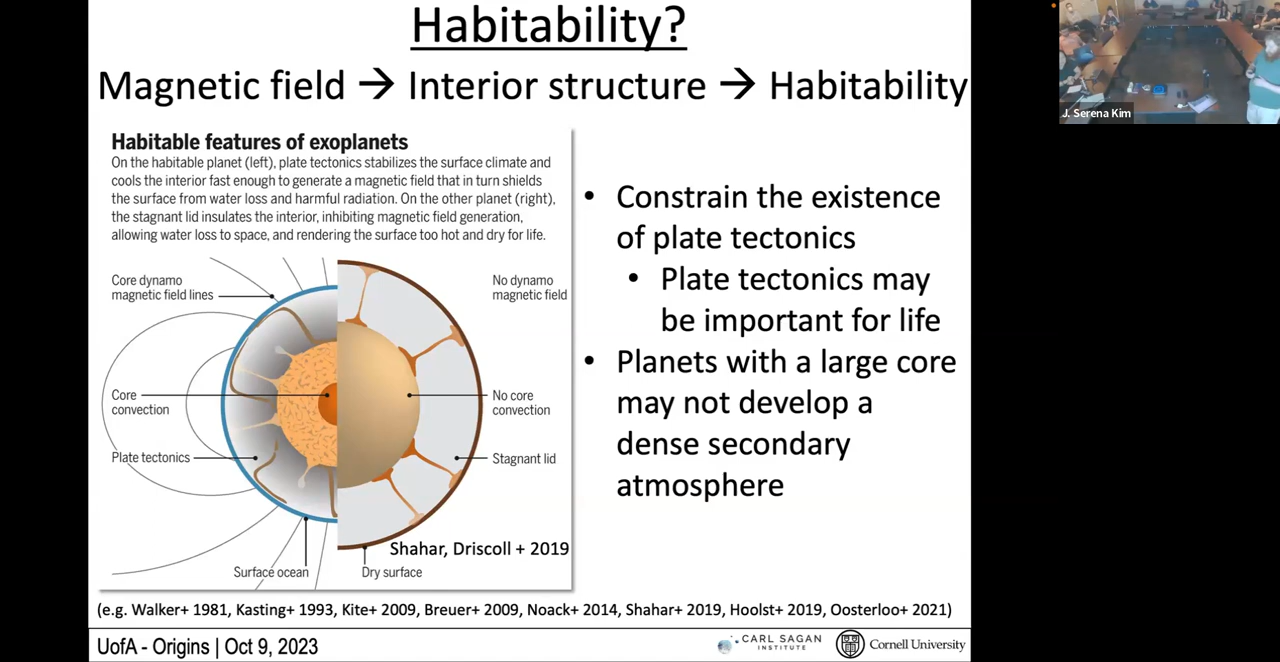 Habitability?
Magnetic field → Interior structure → Habitability
J. Serena Kim
Habitable features of exoplanets
On the habitable planet (left), plate tectonics stabilizes the surface climate and
cools the interior fast enough to generate a magnetic field that in turn shields
the surface from water loss and harmful radiation. On the other planet (right),
the stagnant lid insulates the interior, inhibiting magnetic field generation,
allowing water loss to space, and rendering the surface too hot and dry for life.
Core dynamo
magnetic field lines
No dynamo
magnetic field
Core
convection
No core
convection
Plate tectonics
Stagnant lid
Shahar, Driscoll + 2019
Surface ocean
Dry surface
• Constrain the existence
of plate tectonics
• Plate tectonics may
be important for life
• Planets with a large core
may not develop a
dense secondary
atmosphere
(e.g. Walker+ 1981, Kasting+ 1993, Kite+ 2009, Breuer+ 2009, Noack+ 2014, Shahar+ 2019, Hoolst+ 2019, Oosterloo+ 2021)
UofA - Origins | Oct 9, 2023
CARL SAGAN
INSTITUTE
Cornell University